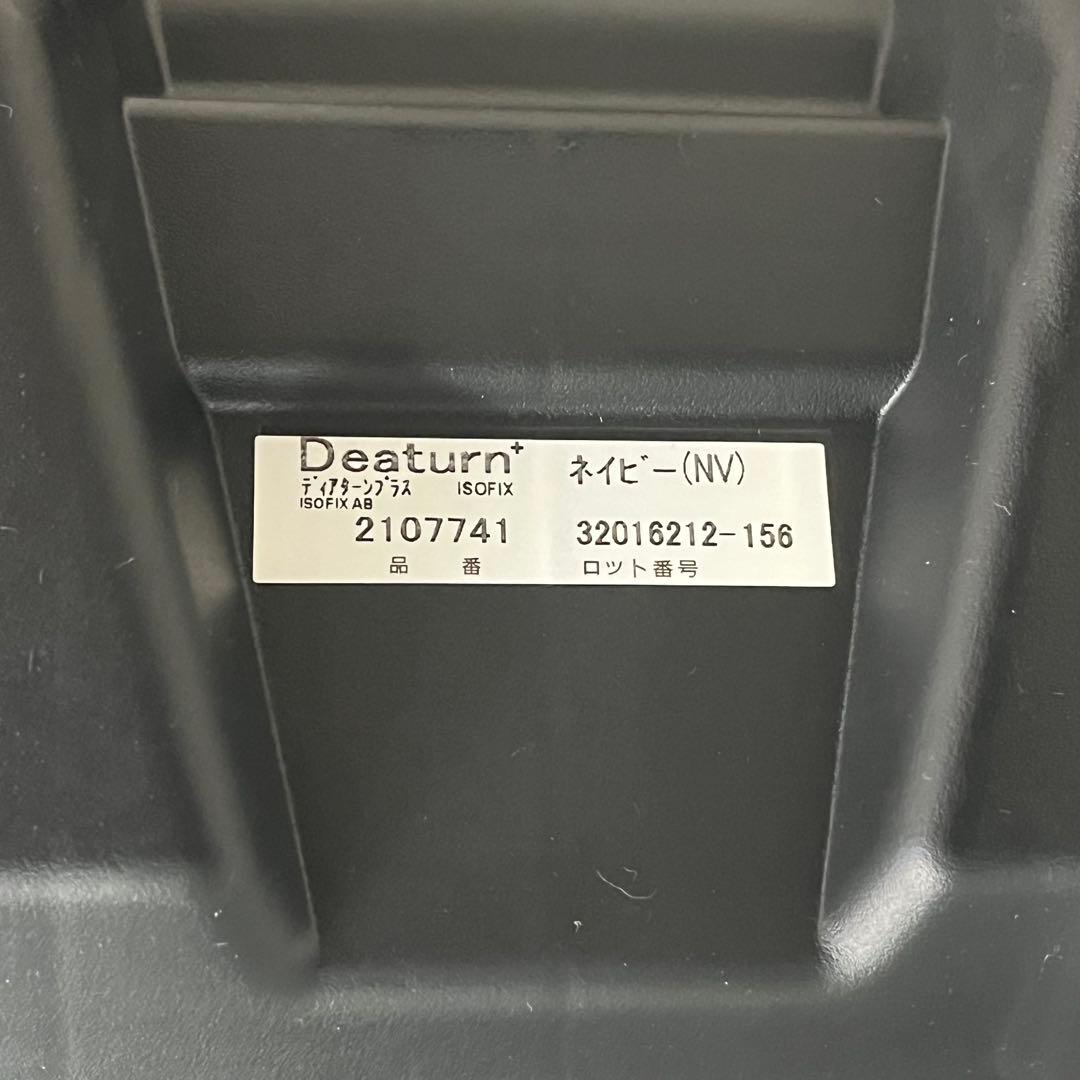 Deaturn+ ネイビー(NV)
ディアターンプラス ISOFIX
ISOFIX AB
2107741 32016212-156
品 番 ロット番号